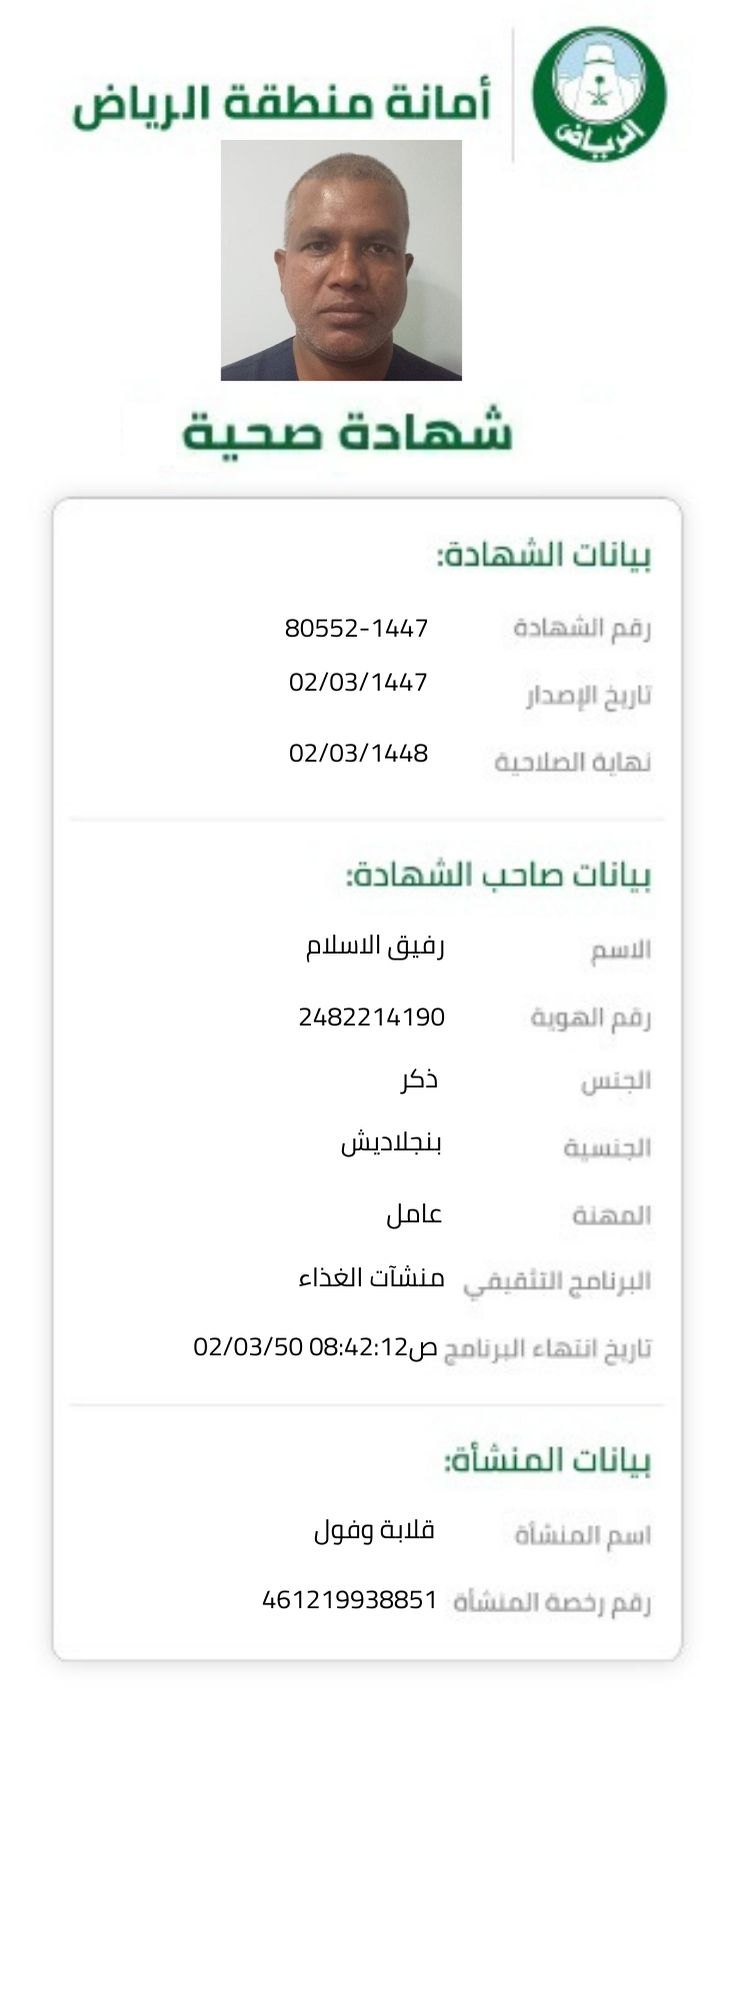 أمانة منطقة الرياض
الرياض
شهادة صحية
بيانات الشهادة:
رقم الشهادة 80552-1447
تاريخ الإصدار 02/03/1447
نهاية الصلاحية 02/03/1448
بيانات صاحب الشهادة:
الاسم رفيق الاسلام
رقم الهوية 2482214190
الجنس ذكر
الجنسية بنجلاديش
المهنة عامل
البرنامج التثقيفي منشآت الغذاء
تاريخ انتهاء البرنامج ص08:42:12 02/03/50
بيانات المنشأة:
اسم المنشأة قلابة وفول
رقم رخصة المنشأة 461219938851